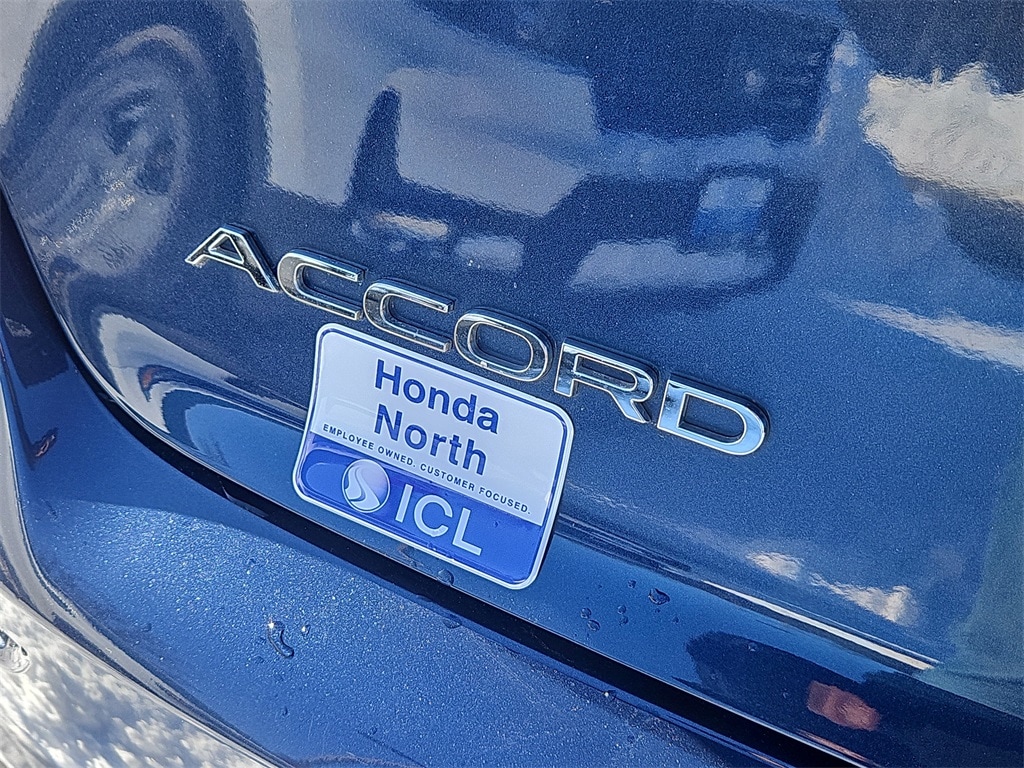 ACCORD
Honda
North
EMPLOYEE OWNED. CUSTOMER FOCUSED.
ICL